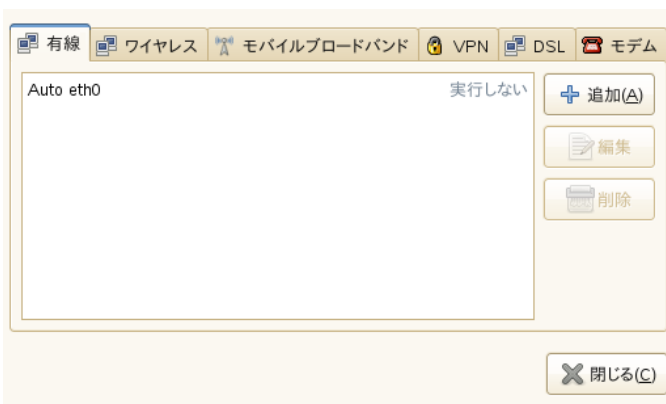 有線 ワイヤレス モバイルブロードバンド VPN DSL モデム
Auto eth0 実行しない
追加(A)
編集
削除
閉じる(C)